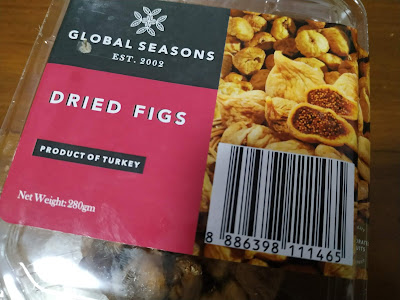 GLOBAL SEASONS
EST. 2002
DRIED FIGS
PRODUCT OF TURKEY
Net Weight: 280gm
8 886398 111465